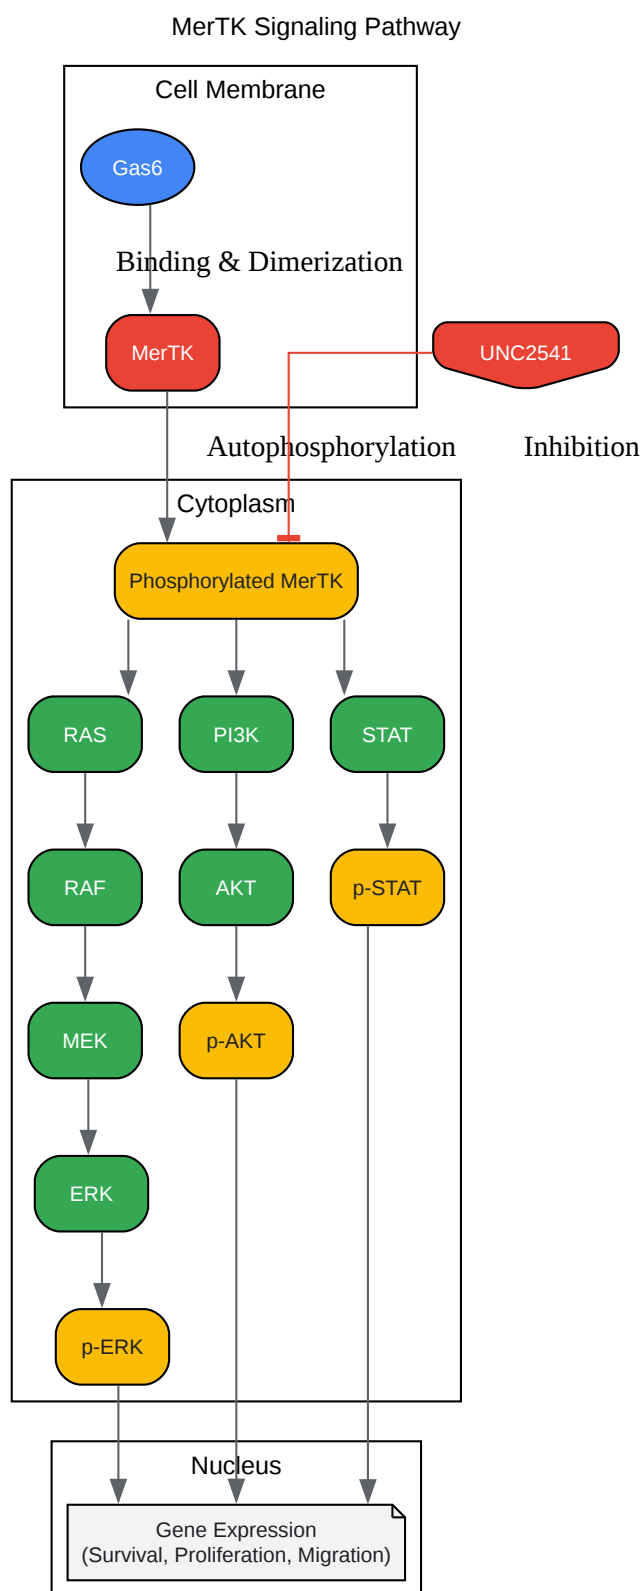 MerTK Signaling Pathway
Cell Membrane
Gas6
Binding & Dimerization
MerTK
UNC2541
Autophosphorylation
Inhibition
Cytoplasm
Phosphorylated MerTK
RAS
PI3K
STAT
RAF
AKT
p-STAT
MEK
p-AKT
ERK
p-ERK
Nucleus
Gene Expression
(Survival, Proliferation, Migration)